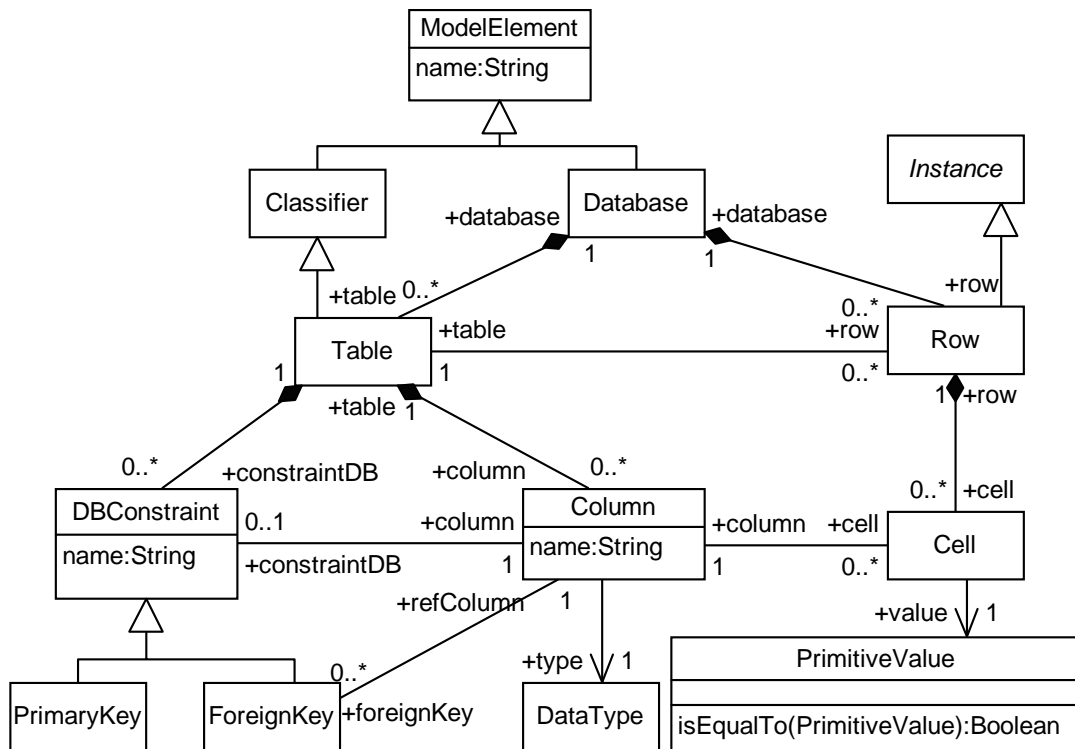 ModelElement
name:String
Classifier
Database
Instance
+database
+database
1
1
0..*
+table
0..*
+row
Table
+table
1
+row
0..*
Row
1
+table
1
1
+row
0..*
+constraintDB
+column
0..*
0..*
+cell
DBConstraint
name:String
0..1
+constraintDB
+column
1
Column
name:String
+column
1
+cell
0..*
Cell
+refColumn
1
0..*
+foreignKey
+type
1
+value
1
PrimaryKey
ForeignKey
DataType
PrimitiveValue
isEqualTo(PrimitiveValue):Boolean